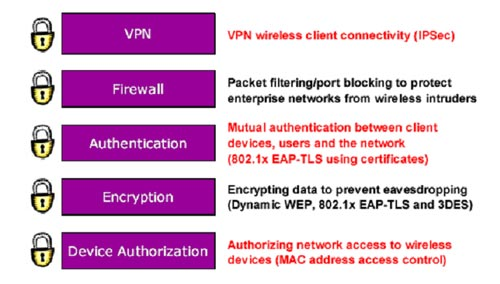 VPN
VPN wireless client connectivity (IPSec)
Firewall
Packet filtering/port blocking to protect
enterprise networks from wireless intruders
Authentication
Mutual authentication between client
devices, users and the network
(802.1x EAP-TLS using certificates)
Encryption
Encrypting data to prevent eavesdropping
(Dynamic WEP, 802.1x EAP-TLS and 3DES)
Device Authorization
Authorizing network access to wireless
devices (MAC address access control)